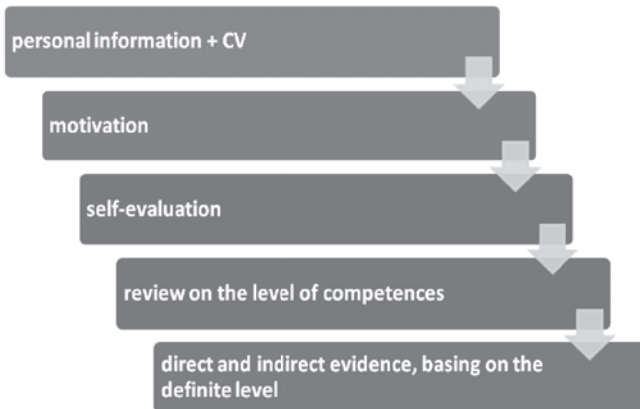 personal information + CV
motivation
self-evaluation
review on the level of competences
direct and indirect evidence, basing on the
definite level